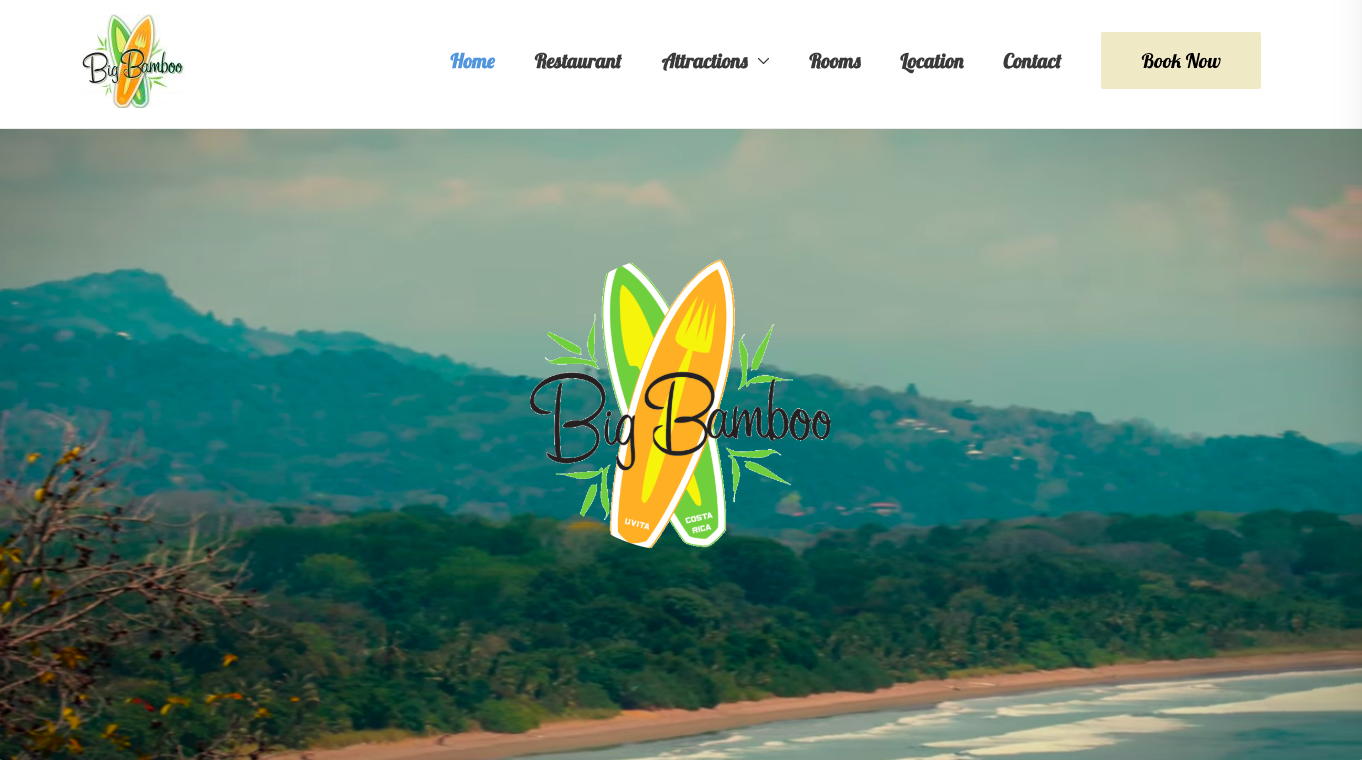 Big Bamboo
Home
Restaurant
Attractions
Rooms
Location
Contact
Book Now
Big Bamboo
UVITA
COSTA
RICA